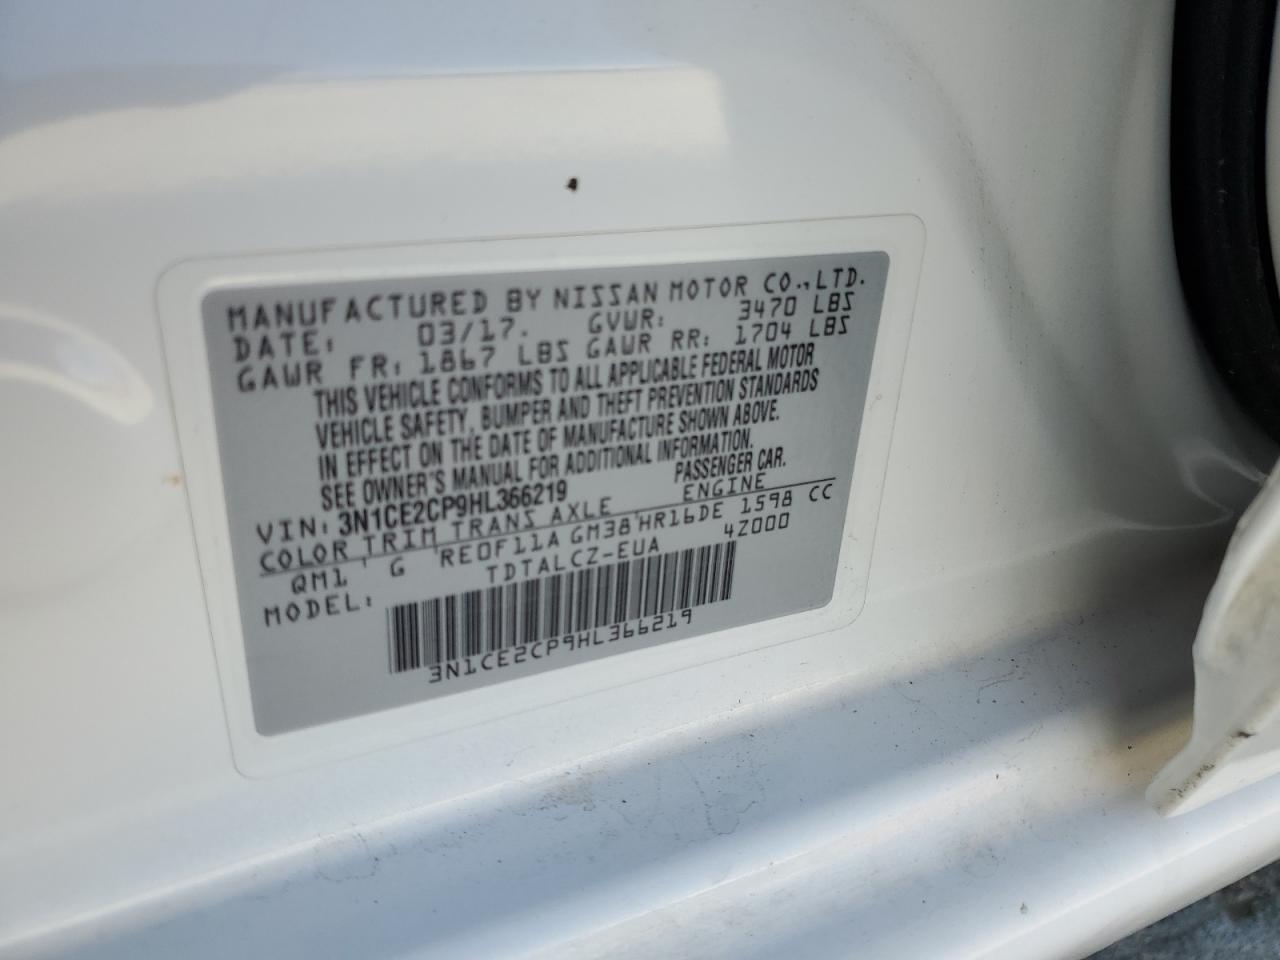 MANUFACTURED BY NISSAN MOTOR CO.,LTD.
DATE: 03/17. GVWR: 3470 LBS
GAWR FR: 1867 LBS GAWR RR: 1704 LBS
THIS VEHICLE CONFORMS TO ALL APPLICABLE FEDERAL MOTOR
VEHICLE SAFETY, BUMPER AND THEFT PREVENTION STANDARDS
IN EFFECT ON THE DATE OF MANUFACTURE SHOWN ABOVE.
SEE OWNER'S MANUAL FOR ADDITIONAL INFORMATION.
VIN: 3N1CE2CP9HL366219 PASSENGER CAR.
COLOR TRIM TRANS AXLE ENGINE
QM1 ' G ' RE0F11A GM38 ' HR16DE 1598 CC
MODEL: TDTALCZ-EUA 4Z000
3N1CE2CP9HL366219